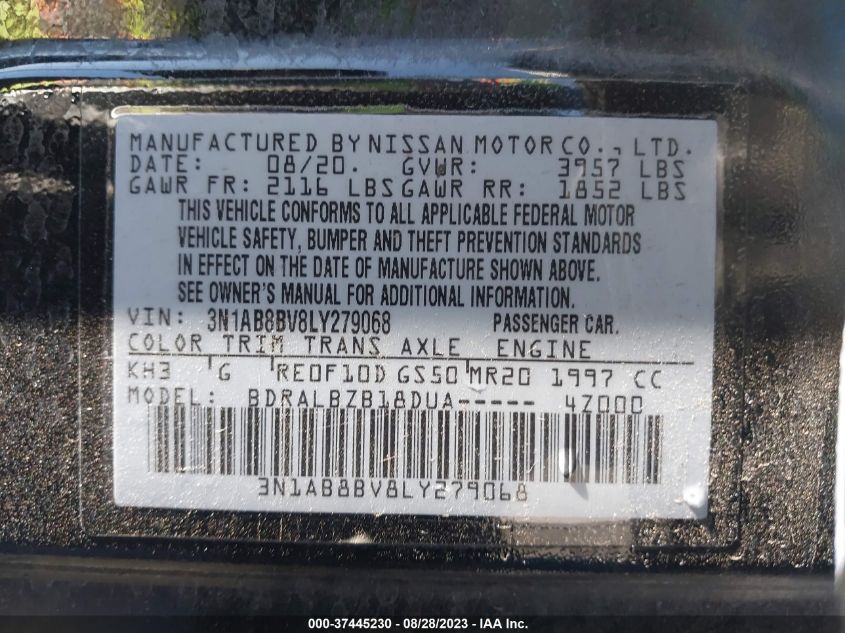 MANUFACTURED BY NISSAN MOTOR CO., LTD.
DATE: 08/20. GVWR: 3957 LBS
GAWR FR: 2116 LBS GAWR RR: 1852 LBS
THIS VEHICLE CONFORMS TO ALL APPLICABLE FEDERAL MOTOR
VEHICLE SAFETY, BUMPER AND THEFT PREVENTION STANDARDS
IN EFFECT ON THE DATE OF MANUFACTURE SHOWN ABOVE.
SEE OWNER'S MANUAL FOR ADDITIONAL INFORMATION.
VIN: 3N1AB8BV8LY279068 PASSENGER CAR.
COLOR TRIM TRANS AXLE ENGINE
KH3 G RE0F10D GS50 MR20 1997 CC
MODEL: BDRALBZB18DUA----- 4Z000
3N1AB8BV8LY279068
000-37445230 - 08/28/2023 - IAA Inc.